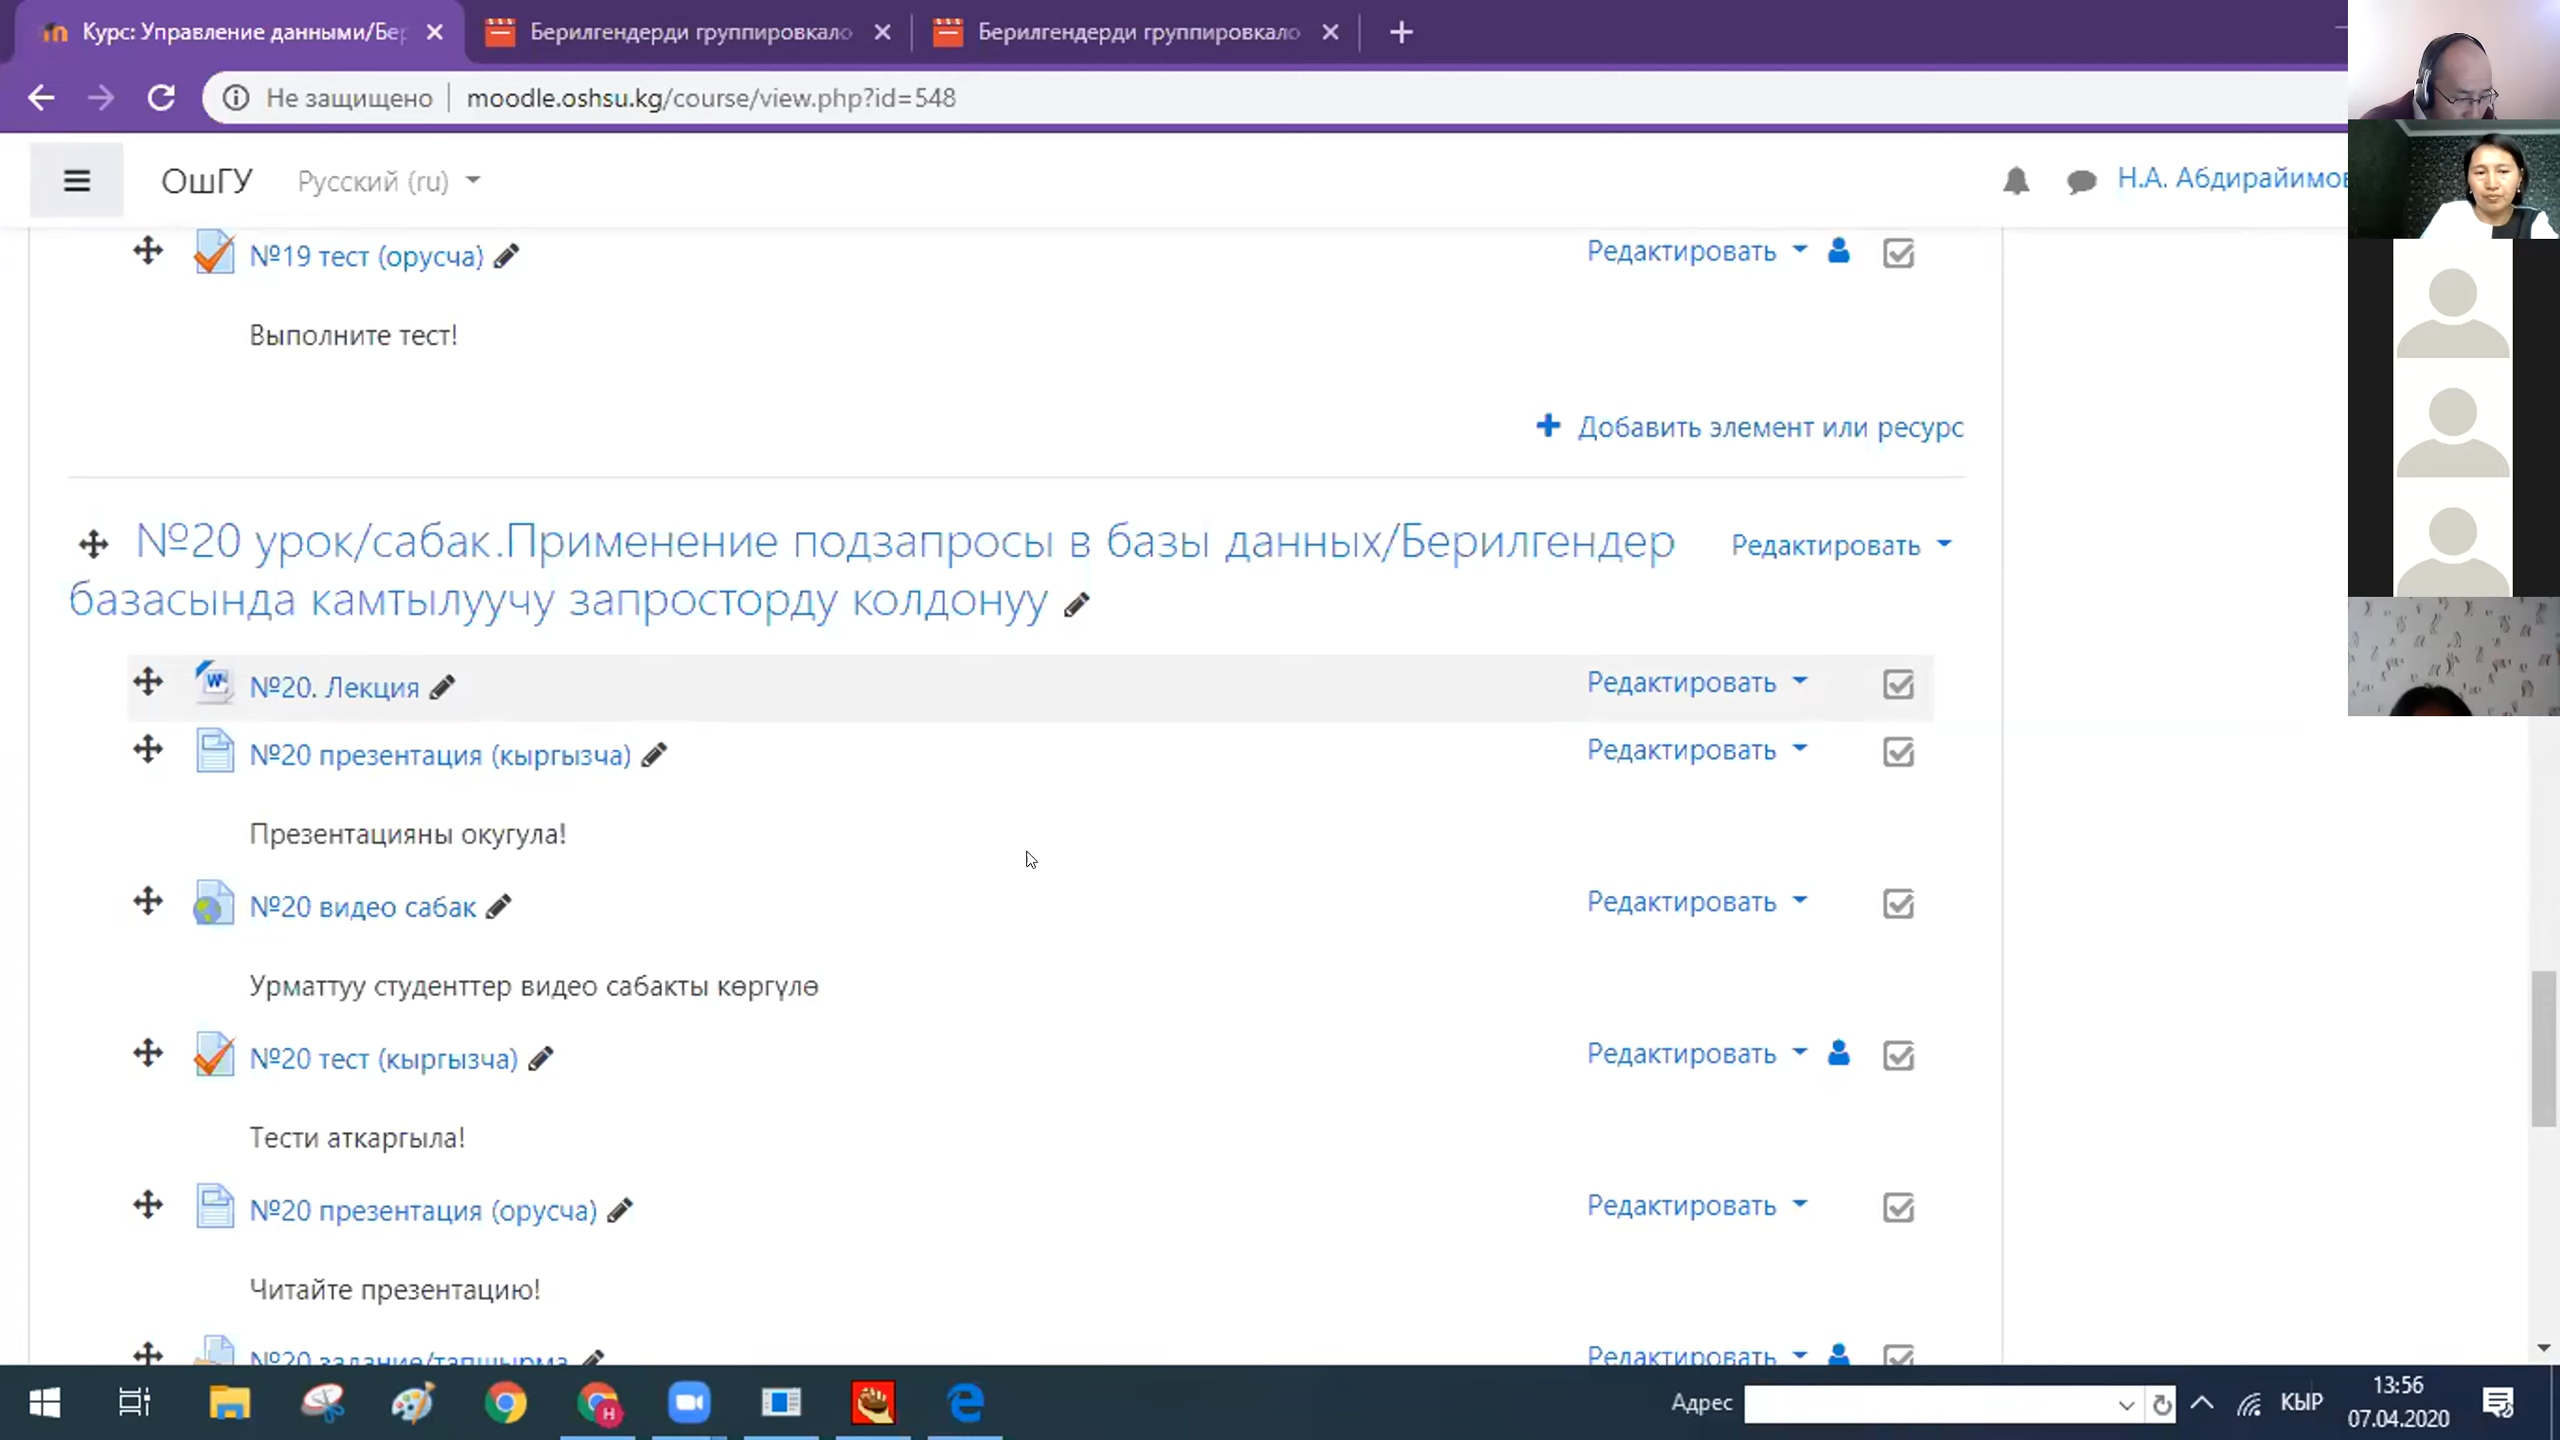 Курс: Управление данными/Бер
Берилгендерди группировкало
Берилгендерди группировкало
Не защищено
moodle.oshsu.kg/course/view.php?id=548
ОшГУ
Русский (ru)
Н.А. Абдирайимов
№19 тест (орусча)
Редактировать
Выполните тест!
Добавить элемент или ресурс
№20 урок/сабак.Применение подзапросы в базы данных/Берилгендер
Редактировать
базасында камтылуучу запросторду колдонуу
№20. Лекция
Редактировать
№20 презентация (кыргызча)
Редактировать
Презентацияны окугула!
№20 видео сабак
Редактировать
Урматтуу студенттер видео сабакты көргүлө
№20 тест (кыргызча)
Редактировать
Тести аткаргыла!
№20 презентация (орусча)
Редактировать
Читайте презентацию!
№20 задание/тапшырма
Редактировать
Адрес
КЫР
13:56
07.04.2020